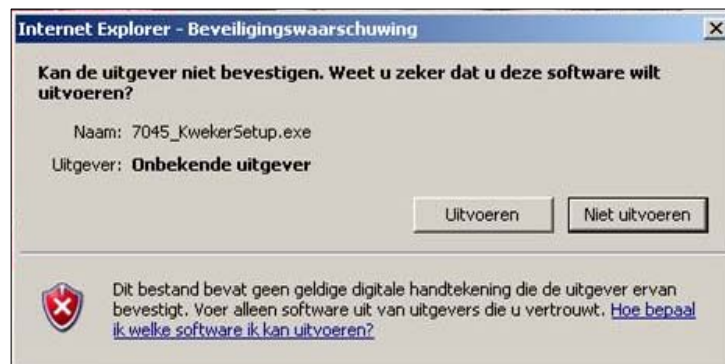 Internet Explorer - Beveiligingswaarschuwing
Kan de uitgever niet bevestigen. Weet u zeker dat u deze software wilt
uitvoeren?
Naam: 7045_KwekerSetup.exe
Uitgever: Onbekende uitgever
Uitvoeren
Niet uitvoeren
Dit bestand bevat geen geldige digitale handtekening die de uitgever ervan
bevestigt. Voer alleen software uit van uitgevers die u vertrouwt. Hoe bepaal
ik welke software ik kan uitvoeren?